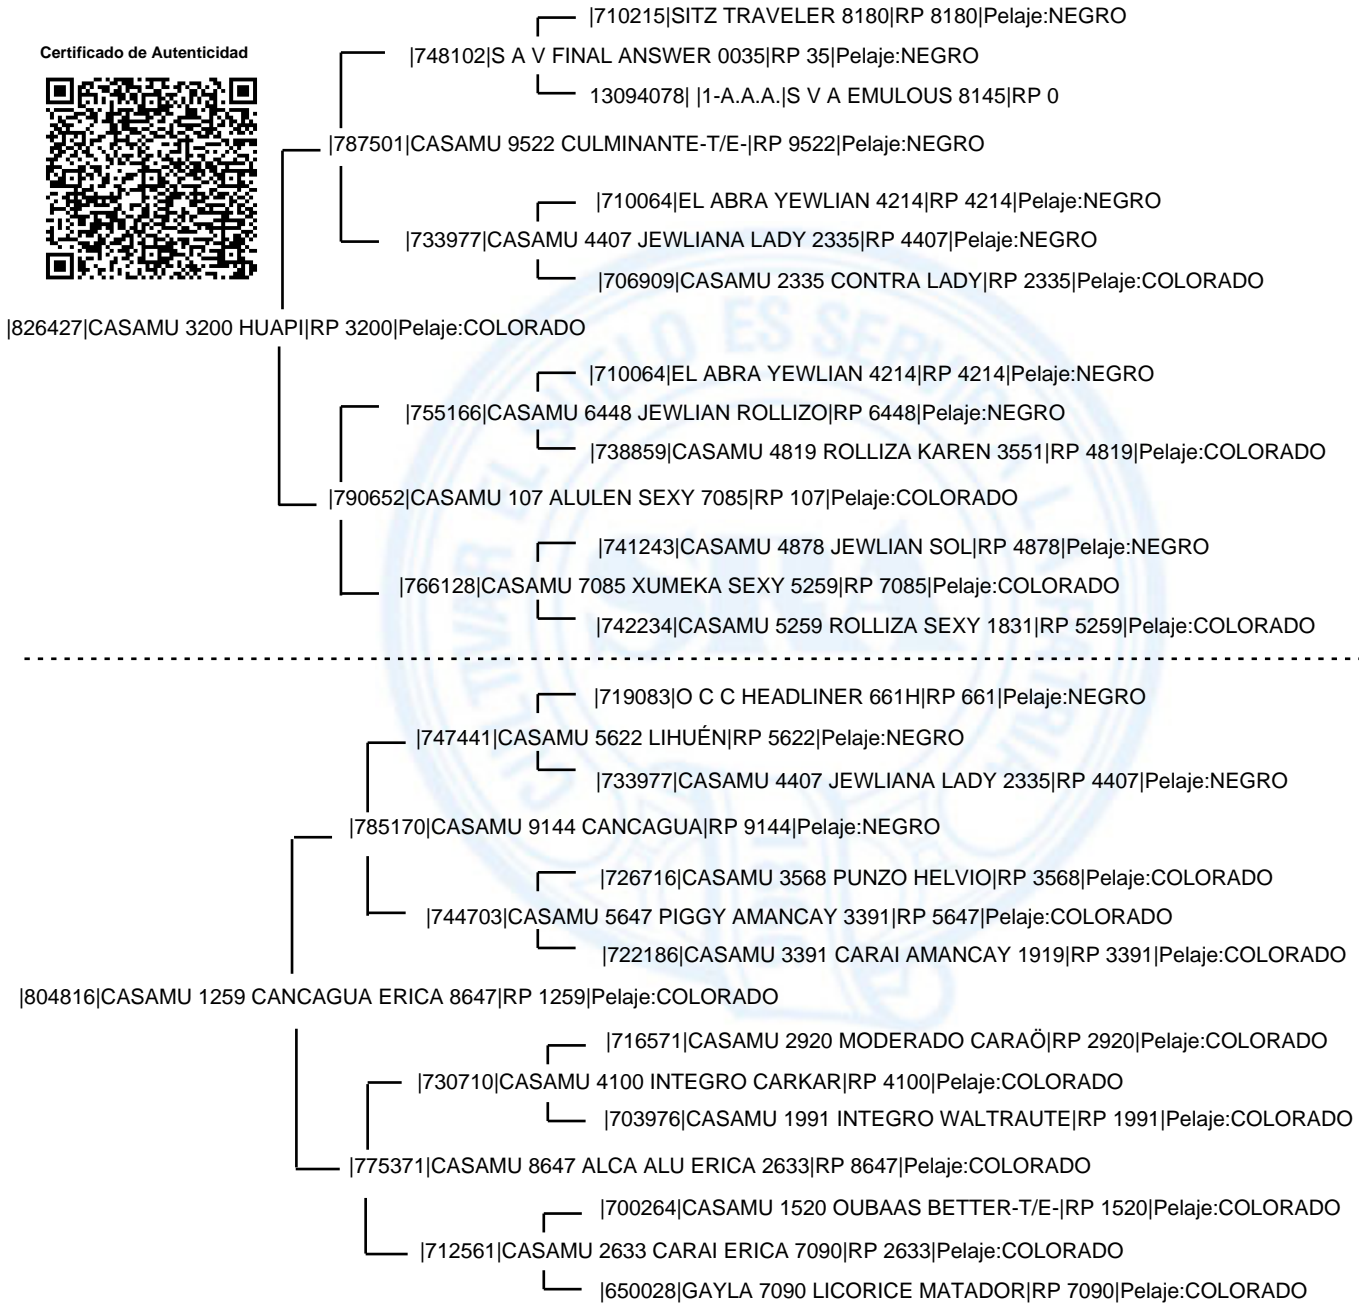 |710215|SITZ TRAVELER 8180|RP 8180|Pelaje:NEGRO
Certificado de Autenticidad
|748102|S A V FINAL ANSWER 0035|RP 35|Pelaje:NEGRO
13094078| |1-A.A.A.|S V A EMULOUS 8145|RP 0
|787501|CASAMU 9522 CULMINANTE-T/E-|RP 9522|Pelaje:NEGRO
|710064|EL ABRA YEWLIAN 4214|RP 4214|Pelaje:NEGRO
|733977|CASAMU 4407 JEWLIANA LADY 2335|RP 4407|Pelaje:NEGRO
|706909|CASAMU 2335 CONTRA LADY|RP 2335|Pelaje:COLORADO
|826427|CASAMU 3200 HUAPI|RP 3200|Pelaje:COLORADO
|710064|EL ABRA YEWLIAN 4214|RP 4214|Pelaje:NEGRO
|755166|CASAMU 6448 JEWLIAN ROLLIZO|RP 6448|Pelaje:NEGRO
|738859|CASAMU 4819 ROLLIZA KAREN 3551|RP 4819|Pelaje:COLORADO
|790652|CASAMU 107 ALULEN SEXY 7085|RP 107|Pelaje:COLORADO
|741243|CASAMU 4878 JEWLIAN SOL|RP 4878|Pelaje:NEGRO
|766128|CASAMU 7085 XUMEKA SEXY 5259|RP 7085|Pelaje:COLORADO
|742234|CASAMU 5259 ROLLIZA SEXY 1831|RP 5259|Pelaje:COLORADO
|719083|O C C HEADLINER 661H|RP 661|Pelaje:NEGRO
|747441|CASAMU 5622 LIHUÉN|RP 5622|Pelaje:NEGRO
|733977|CASAMU 4407 JEWLIANA LADY 2335|RP 4407|Pelaje:NEGRO
|785170|CASAMU 9144 CANCAGUA|RP 9144|Pelaje:NEGRO
|726716|CASAMU 3568 PUNZO HELVIO|RP 3568|Pelaje:COLORADO
|744703|CASAMU 5647 PIGGY AMANCAY 3391|RP 5647|Pelaje:COLORADO
|722186|CASAMU 3391 CARAI AMANCAY 1919|RP 3391|Pelaje:COLORADO
|804816|CASAMU 1259 CANCAGUA ERICA 8647|RP 1259|Pelaje:COLORADO
|716571|CASAMU 2920 MODERADO CARAÖ|RP 2920|Pelaje:COLORADO
|730710|CASAMU 4100 INTEGRO CARKAR|RP 4100|Pelaje:COLORADO
|703976|CASAMU 1991 INTEGRO WALTRAUTE|RP 1991|Pelaje:COLORADO
|775371|CASAMU 8647 ALCA ALU ERICA 2633|RP 8647|Pelaje:COLORADO
|700264|CASAMU 1520 OUBAAS BETTER-T/E-|RP 1520|Pelaje:COLORADO
|712561|CASAMU 2633 CARAI ERICA 7090|RP 2633|Pelaje:COLORADO
|650028|GAYLA 7090 LICORICE MATADOR|RP 7090|Pelaje:COLORADO
CULTIVAR EL SUELO ES SERVIR A LA PATRIA
SRA
1866